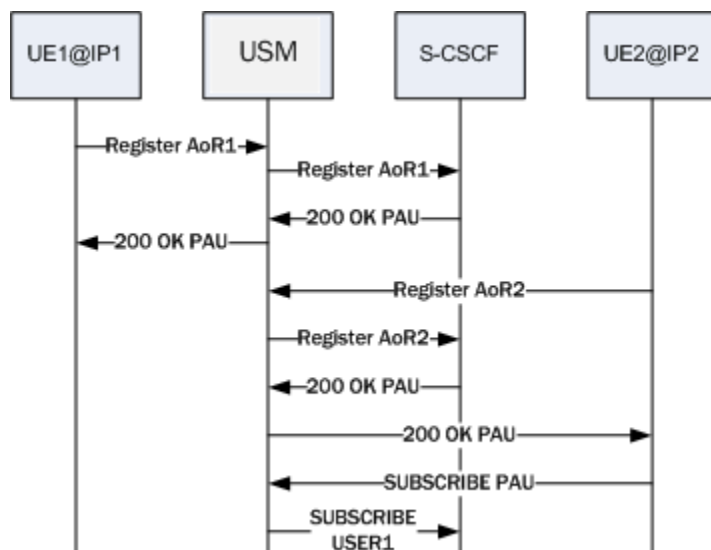 UE1@IP1
USM
S-CSCF
UE2@IP2
Register AoR1
Register AoR1
200 OK PAU
200 OK PAU
Register AoR2
Register AoR2
200 OK PAU
200 OK PAU
SUBSCRIBE PAU
SUBSCRIBE
USER1